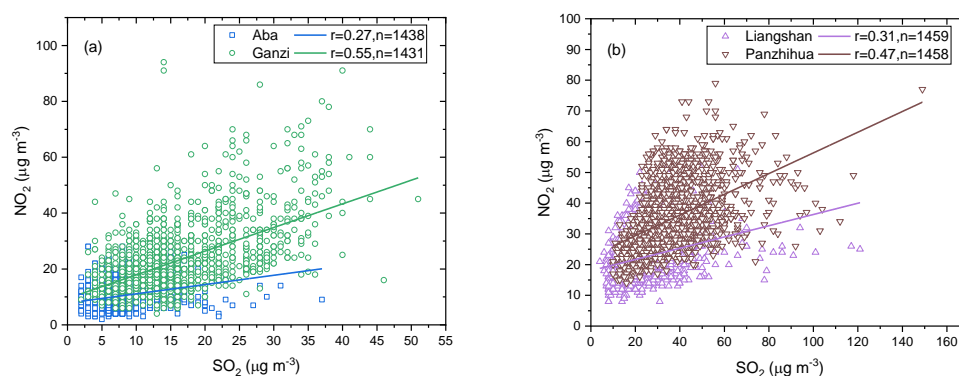 (a)
Aba r=0.27,n=1438
Ganzi r=0.55,n=1431
100
80
60
40
20
0
NO2 (μg m-3)
0 5 10 15 20 25 30 35 40 45 50 55
SO2 (μg m-3)
(b)
Liangshan r=0.31,n=1459
Panzhihua r=0.47,n=1458
100
90
80
70
60
50
40
30
20
10
0
NO2 (μg m-3)
0 20 40 60 80 100 120 140 160
SO2 (μg m-3)